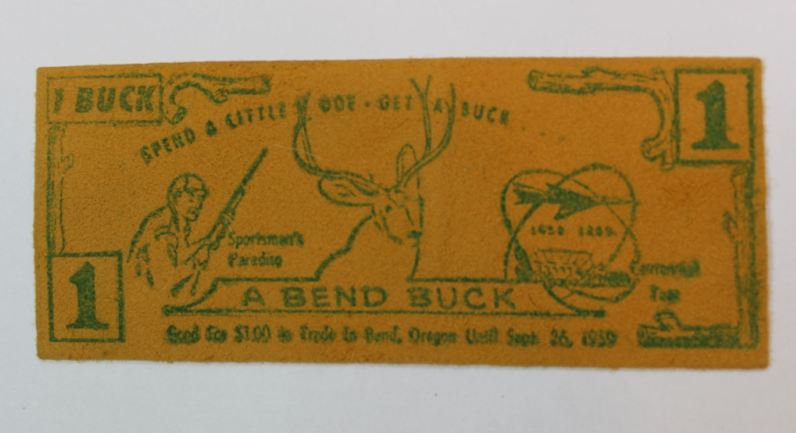 1 BUCK
SPEND A LITTLE DOE - GET A BUCK....
1
Sportsman's
Paradise
1859 1959
Centennial
Year
1
A BEND BUCK
Good for $1.00 in Trade in Bend, Oregon Until Sept. 26, 1959